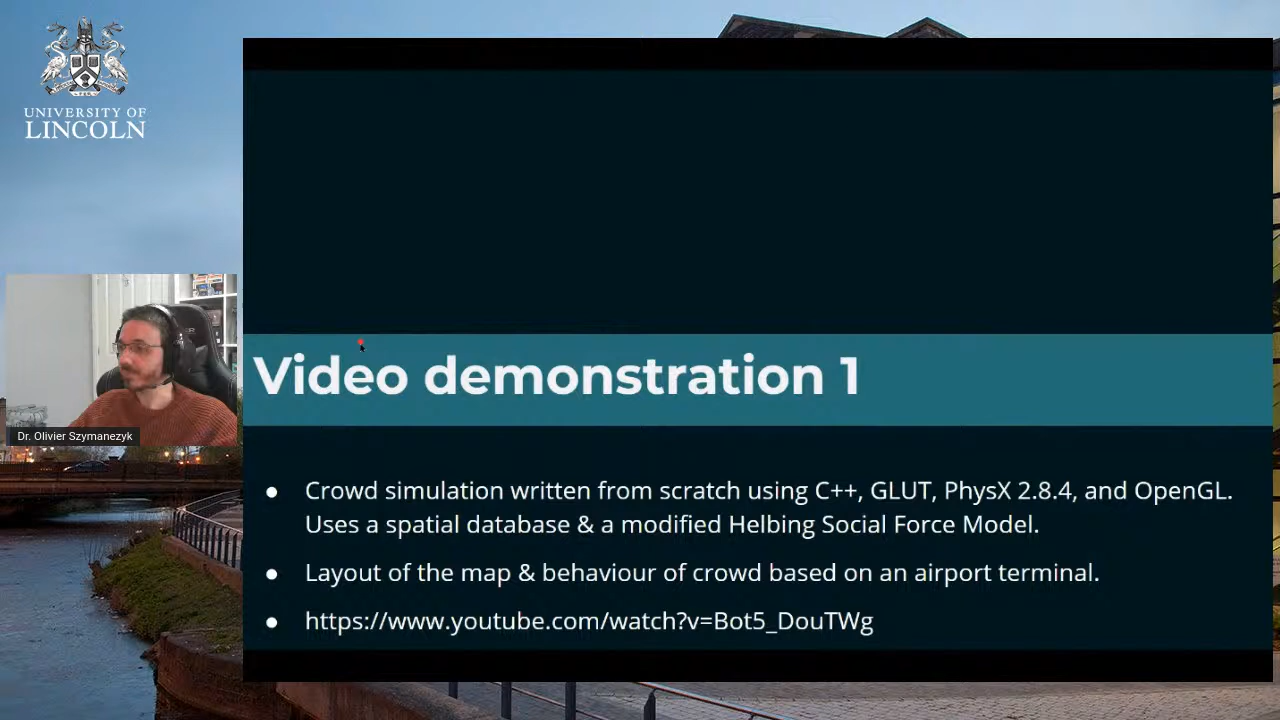 UNIVERSITY OF
LINCOLN
Dr. Olivier Szymanezyk
Video demonstration 1
● Crowd simulation written from scratch using C++, GLUT, PhysX 2.8.4, and OpenGL.
Uses a spatial database & a modified Helbing Social Force Model.
● Layout of the map & behaviour of crowd based on an airport terminal.
● https://www.youtube.com/watch?v=Bot5_DouTWg